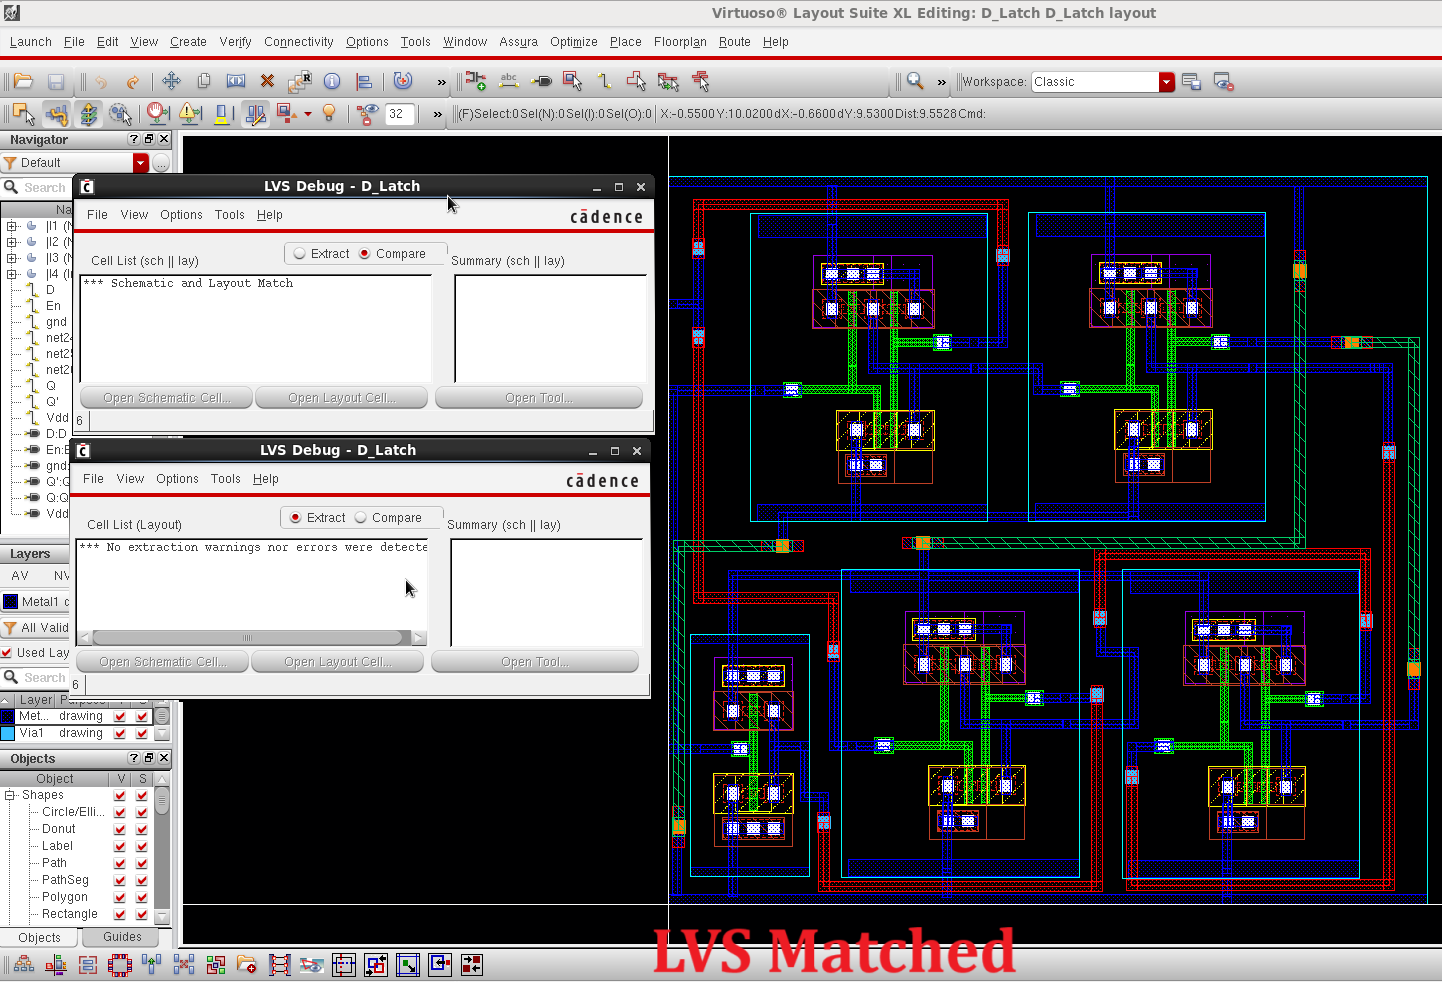 Virtuoso® Layout Suite XL Editing: D_Latch D_Latch layout
Launch File Edit View Create Verify Connectivity Options Tools Window Assura Optimize Place Floorplan Route Help
abc
»
»
Workspace: Classic
32
»
(F)Select:0 Sel(N):0 Sel(I):0 Sel(O):0 X:-0.5500 Y:10.0200 dX:-0.6600 dY:9.5300 Dist:9.5528 Cmd:
Navigator
Default
Search
Na
|I1 (N
|I2 (N
|I3 (N
|I4 (I
D
En
gnd
Q
Q'
Vdd
D:D
En:E
gnd:
Q':Q
Q:Q
Vdd
LVS Debug - D_Latch
File View Options Tools Help
cādence
Extract Compare
Cell List (sch || lay) Summary (sch || lay)
*** Schematic and Layout Match
Open Schematic Cell... Open Layout Cell... Open Tool...
6
LVS Debug - D_Latch
File View Options Tools Help
cādence
Extract Compare
Cell List (Layout) Summary (sch || lay)
*** No extraction warnings nor errors were detecte
Open Schematic Cell... Open Layout Cell... Open Tool...
6
Layers
AV NV
Metal1 d
All Valid
Used Lay
Search
Layer Purpose V S
Met... drawing
Via1 drawing
Objects
Object V S
Shapes
Circle/Elli...
Donut
Label
Path
PathSeg
Polygon
Rectangle
Objects Guides
LVS Matched